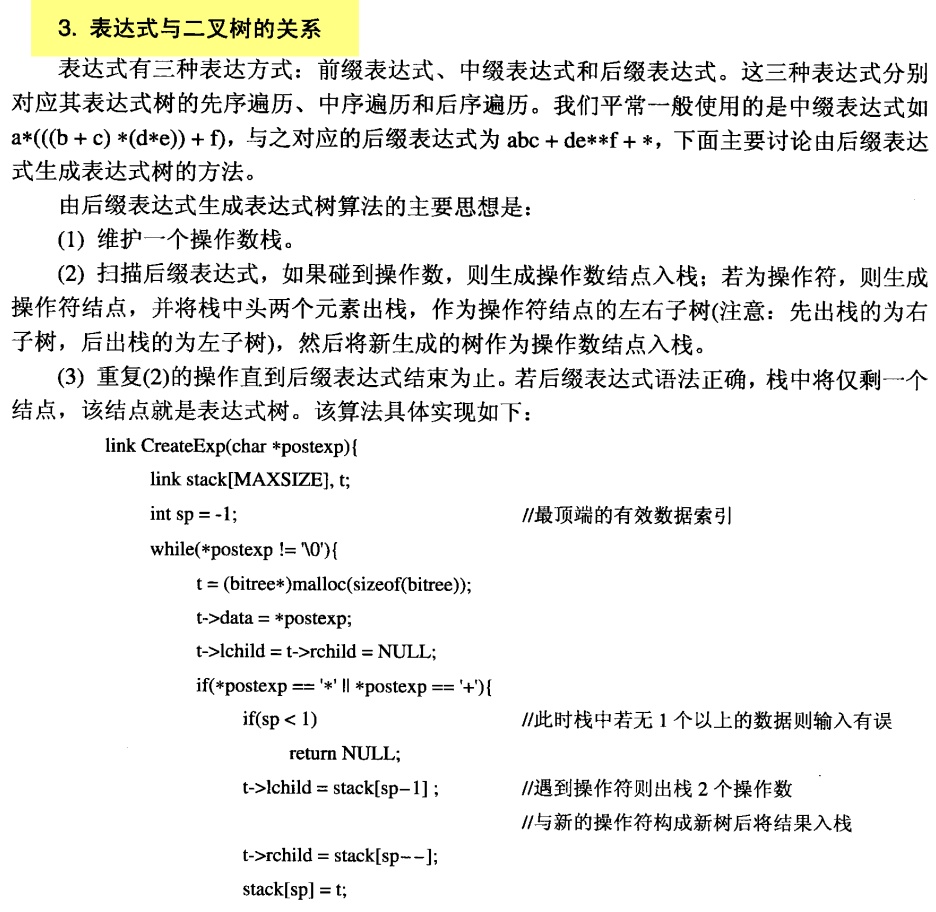 3. 表达式与二叉树的关系
表达式有三种表达方式：前缀表达式、中缀表达式和后缀表达式。这三种表达式分别
对应其表达式树的先序遍历、中序遍历和后序遍历。我们平常一般使用的是中缀表达式如
a*(((b + c) *(d*e)) + f)，与之对应的后缀表达式为 abc + de**f + *，下面主要讨论由后缀表达
式生成表达式树的方法。
由后缀表达式生成表达式树算法的主要思想是：
(1) 维护一个操作数栈。
(2) 扫描后缀表达式，如果碰到操作数，则生成操作数结点入栈；若为操作符，则生成
操作符结点，并将栈中头两个元素出栈，作为操作符结点的左右子树(注意：先出栈的为右
子树，后出栈的为左子树)，然后将新生成的树作为操作数结点入栈。
(3) 重复(2)的操作直到后缀表达式结束为止。若后缀表达式语法正确，栈中将仅剩一个
结点，该结点就是表达式树。该算法具体实现如下：
link CreateExp(char *postexp){
link stack[MAXSIZE], t;
int sp = -1; //最顶端的有效数据索引
while(*postexp != '\0'){
t = (bitree*)malloc(sizeof(bitree));
t->data = *postexp;
t->lchild = t->rchild = NULL;
if(*postexp == '*' || *postexp == '+'){
if(sp < 1) //此时栈中若无 1 个以上的数据则输入有误
return NULL;
t->lchild = stack[sp-1] ; //遇到操作符则出栈 2 个操作数
//与新的操作符构成新树后将结果入栈
t->rchild = stack[sp--];
stack[sp] = t;